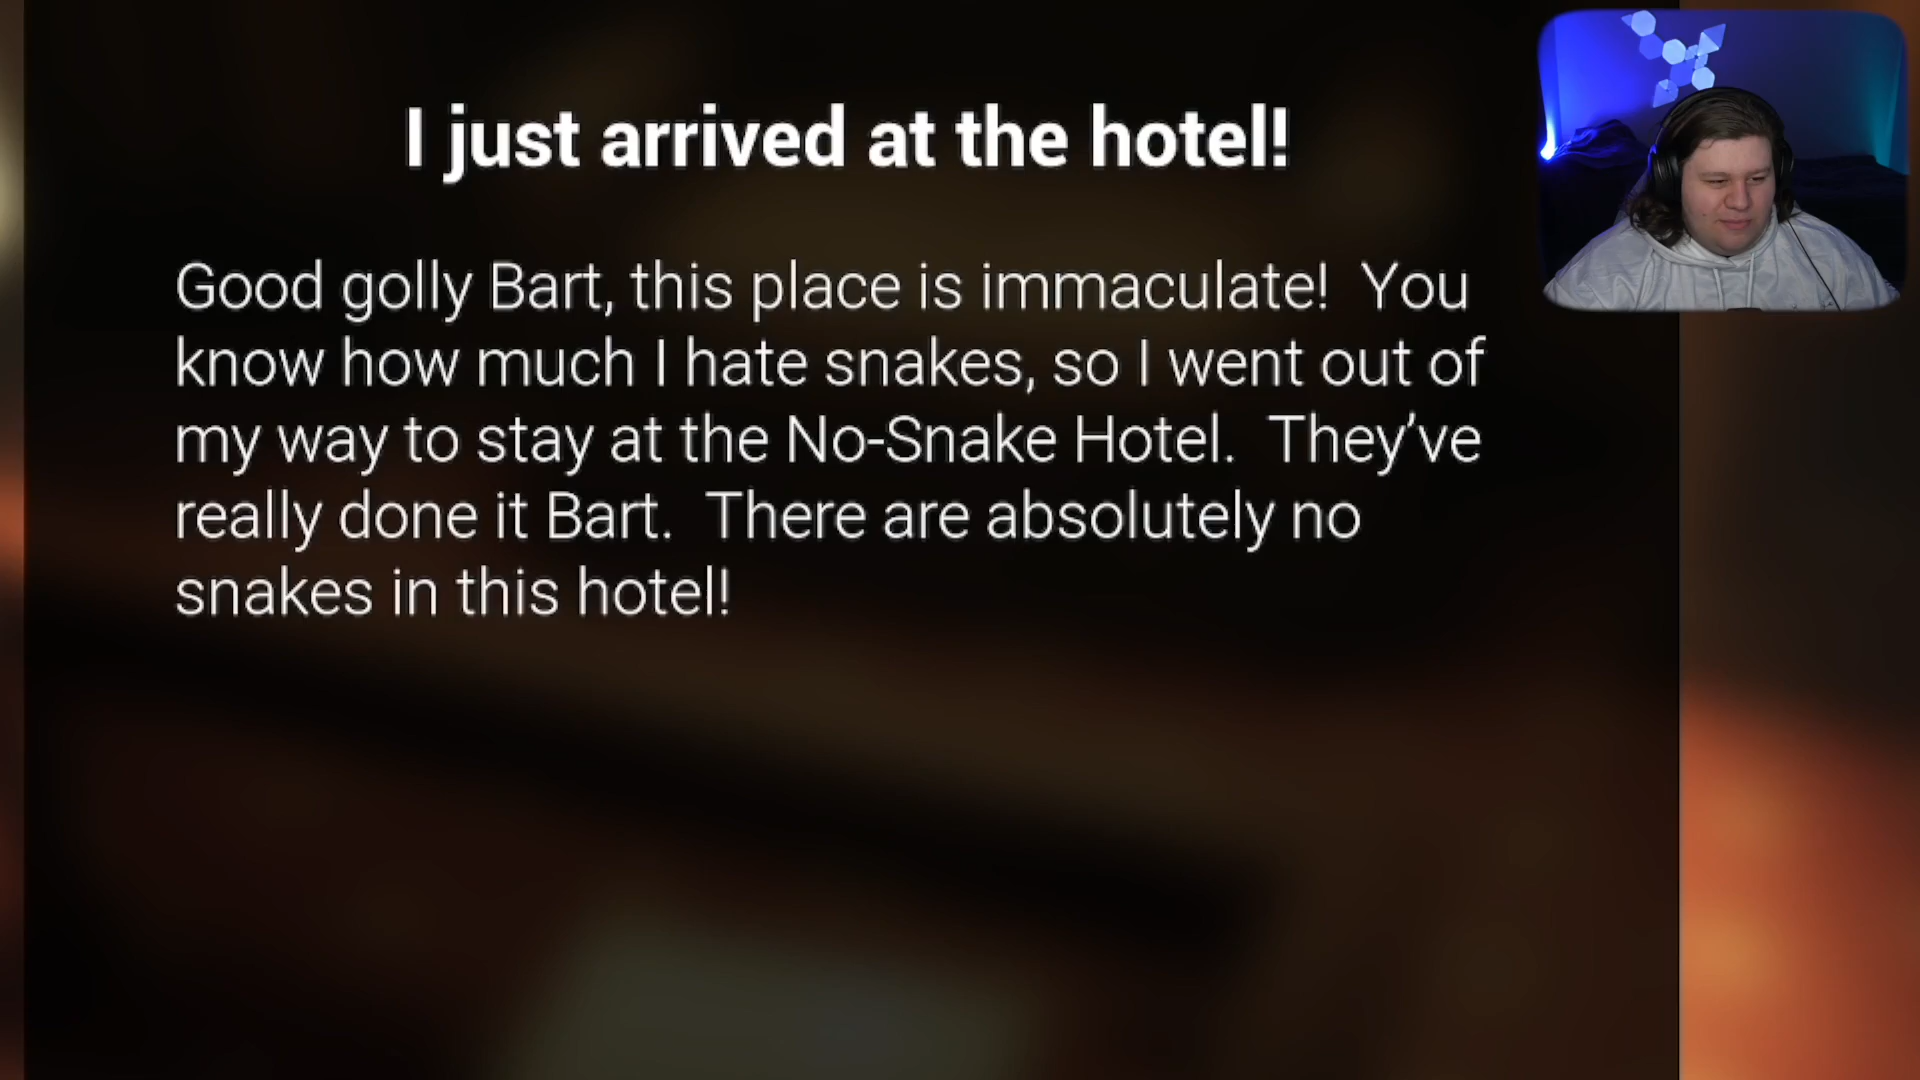 I just arrived at the hotel!
Good golly Bart, this place is immaculate!  You
know how much I hate snakes, so I went out of
my way to stay at the No-Snake Hotel.  They’ve
really done it Bart.  There are absolutely no
snakes in this hotel!